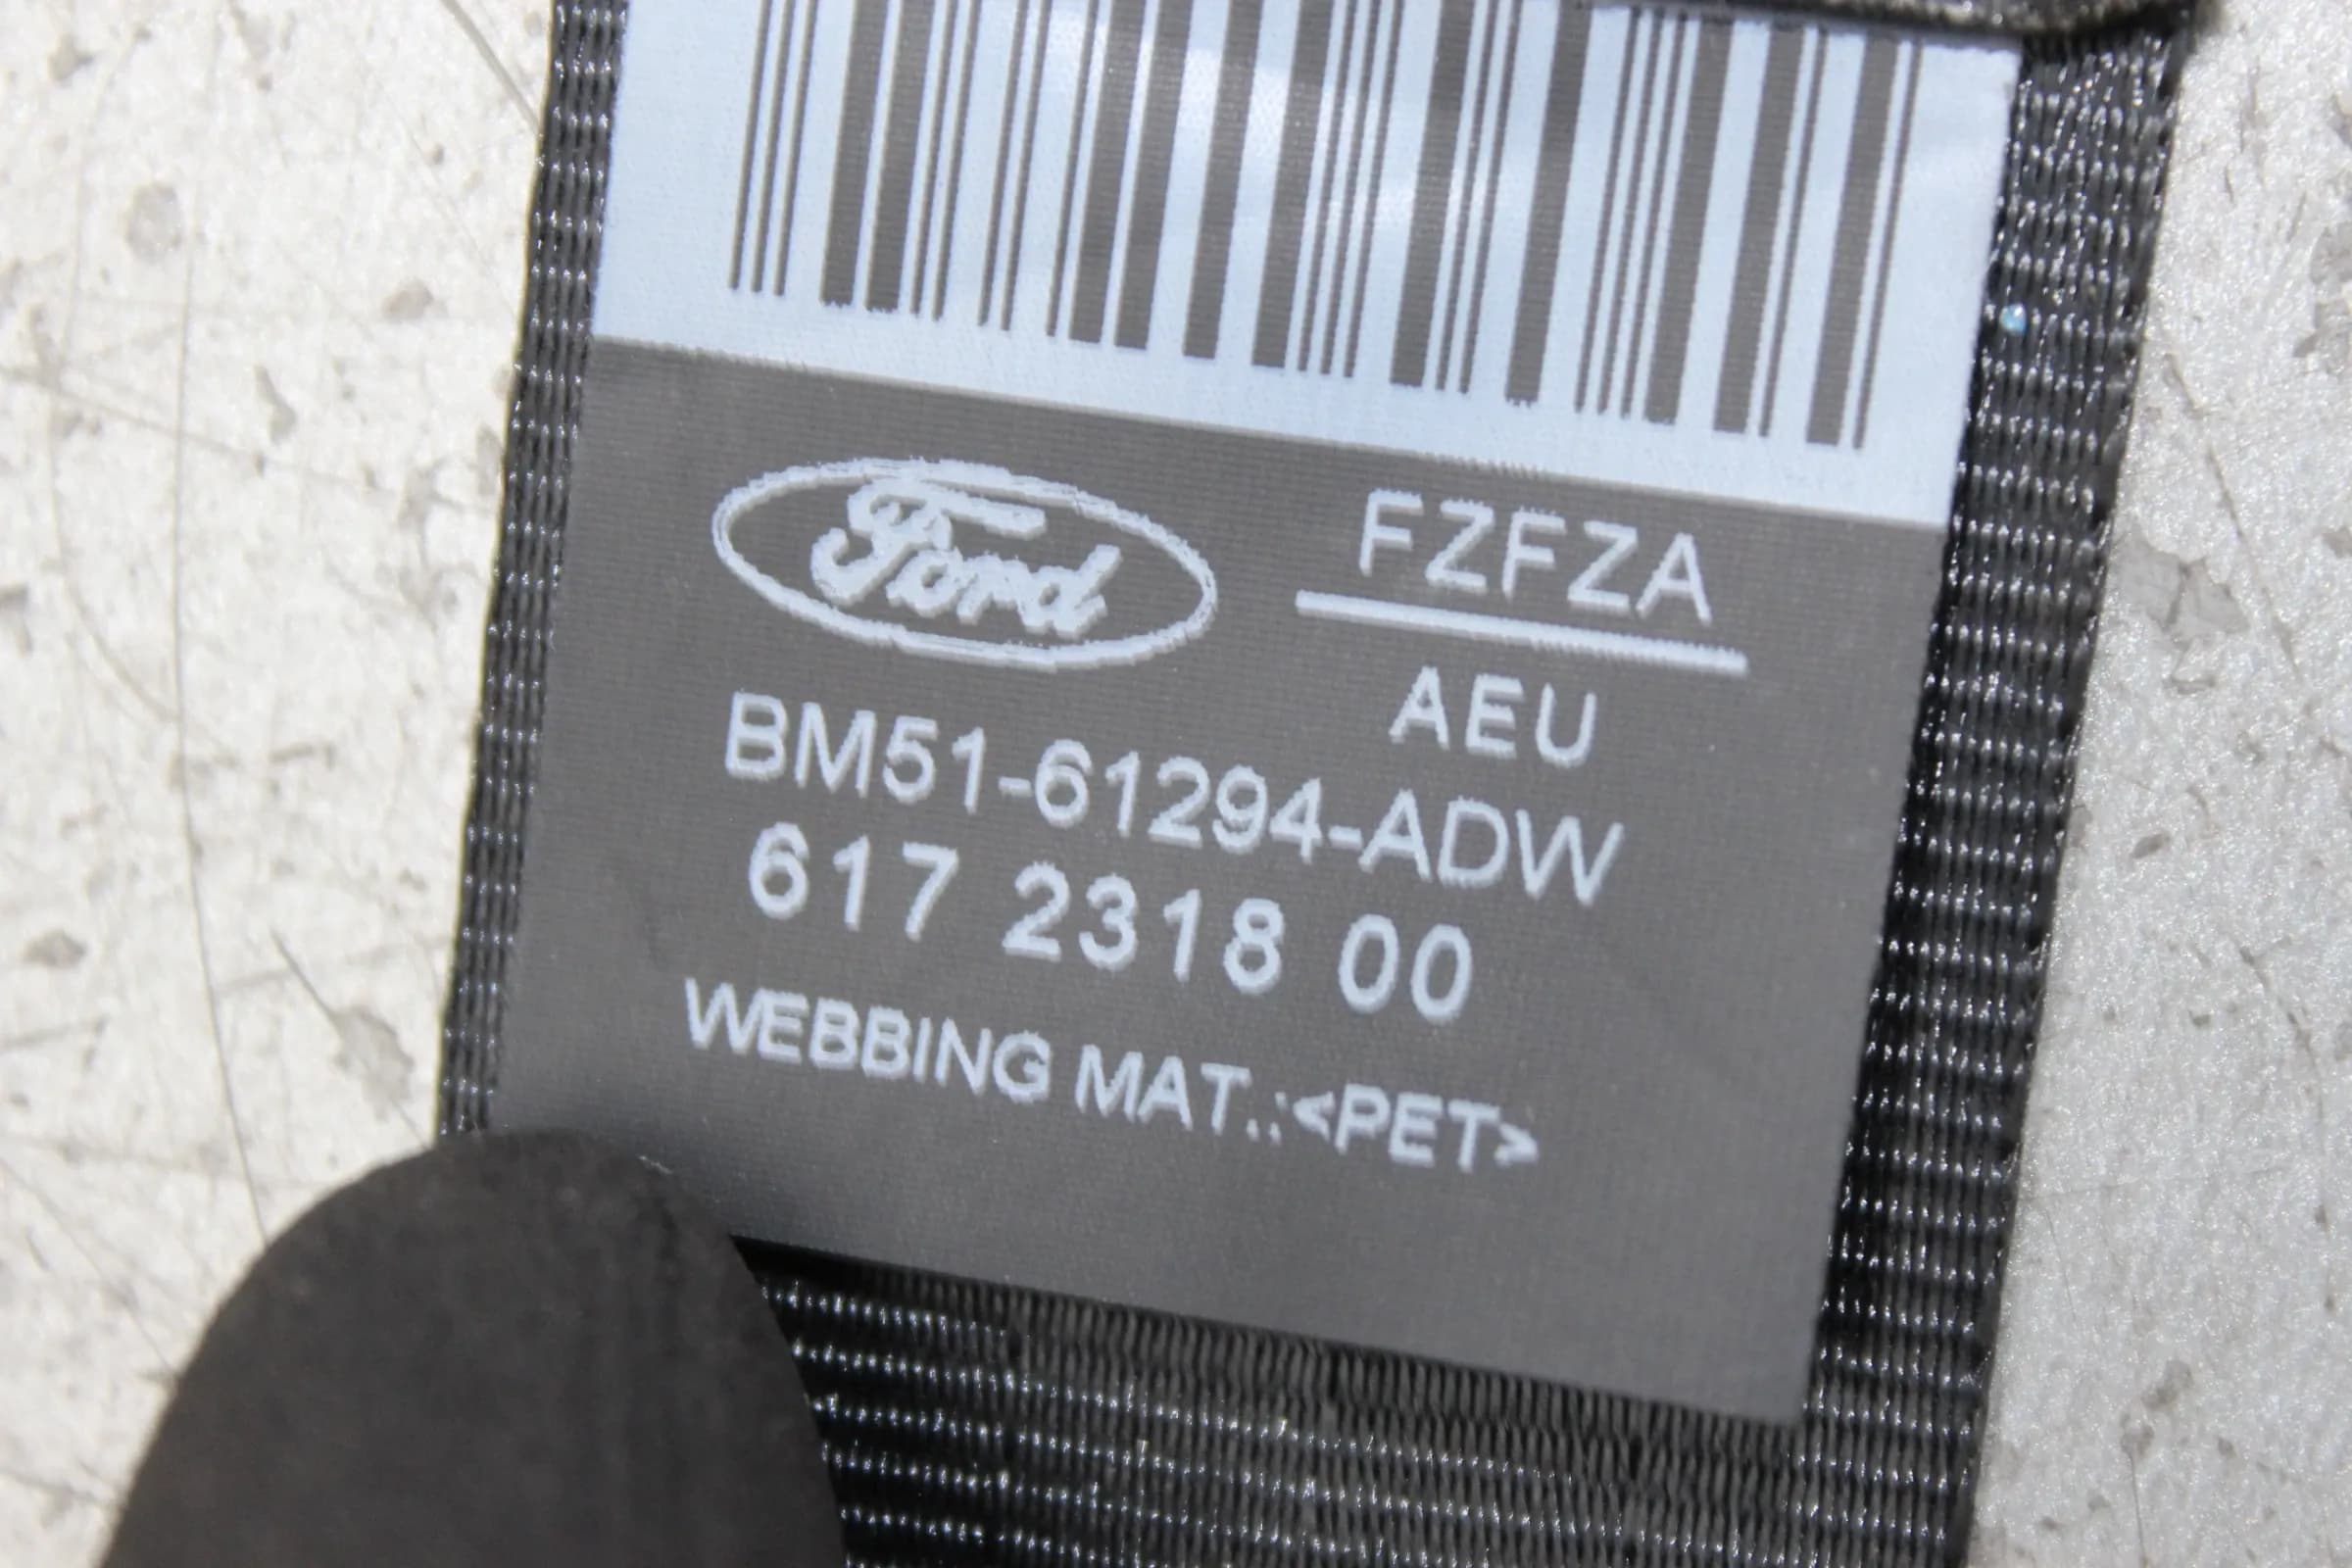 Ford
FZFZA
AEU
BM51-61294-ADW
617 2318 00
WEBBING MAT.:<PET>